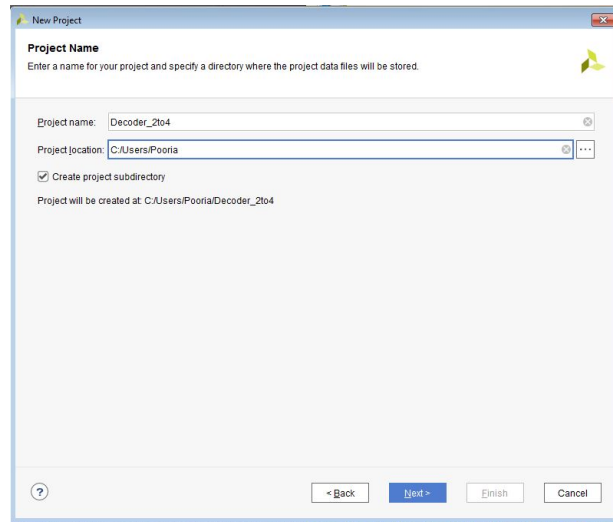 New Project
Project Name
Enter a name for your project and specify a directory where the project data files will be stored.
Project name: Decoder_2to4
Project location: C:/Users/Pooria ...
Create project subdirectory
Project will be created at: C:/Users/Pooria/Decoder_2to4
? < Back Next > Finish Cancel